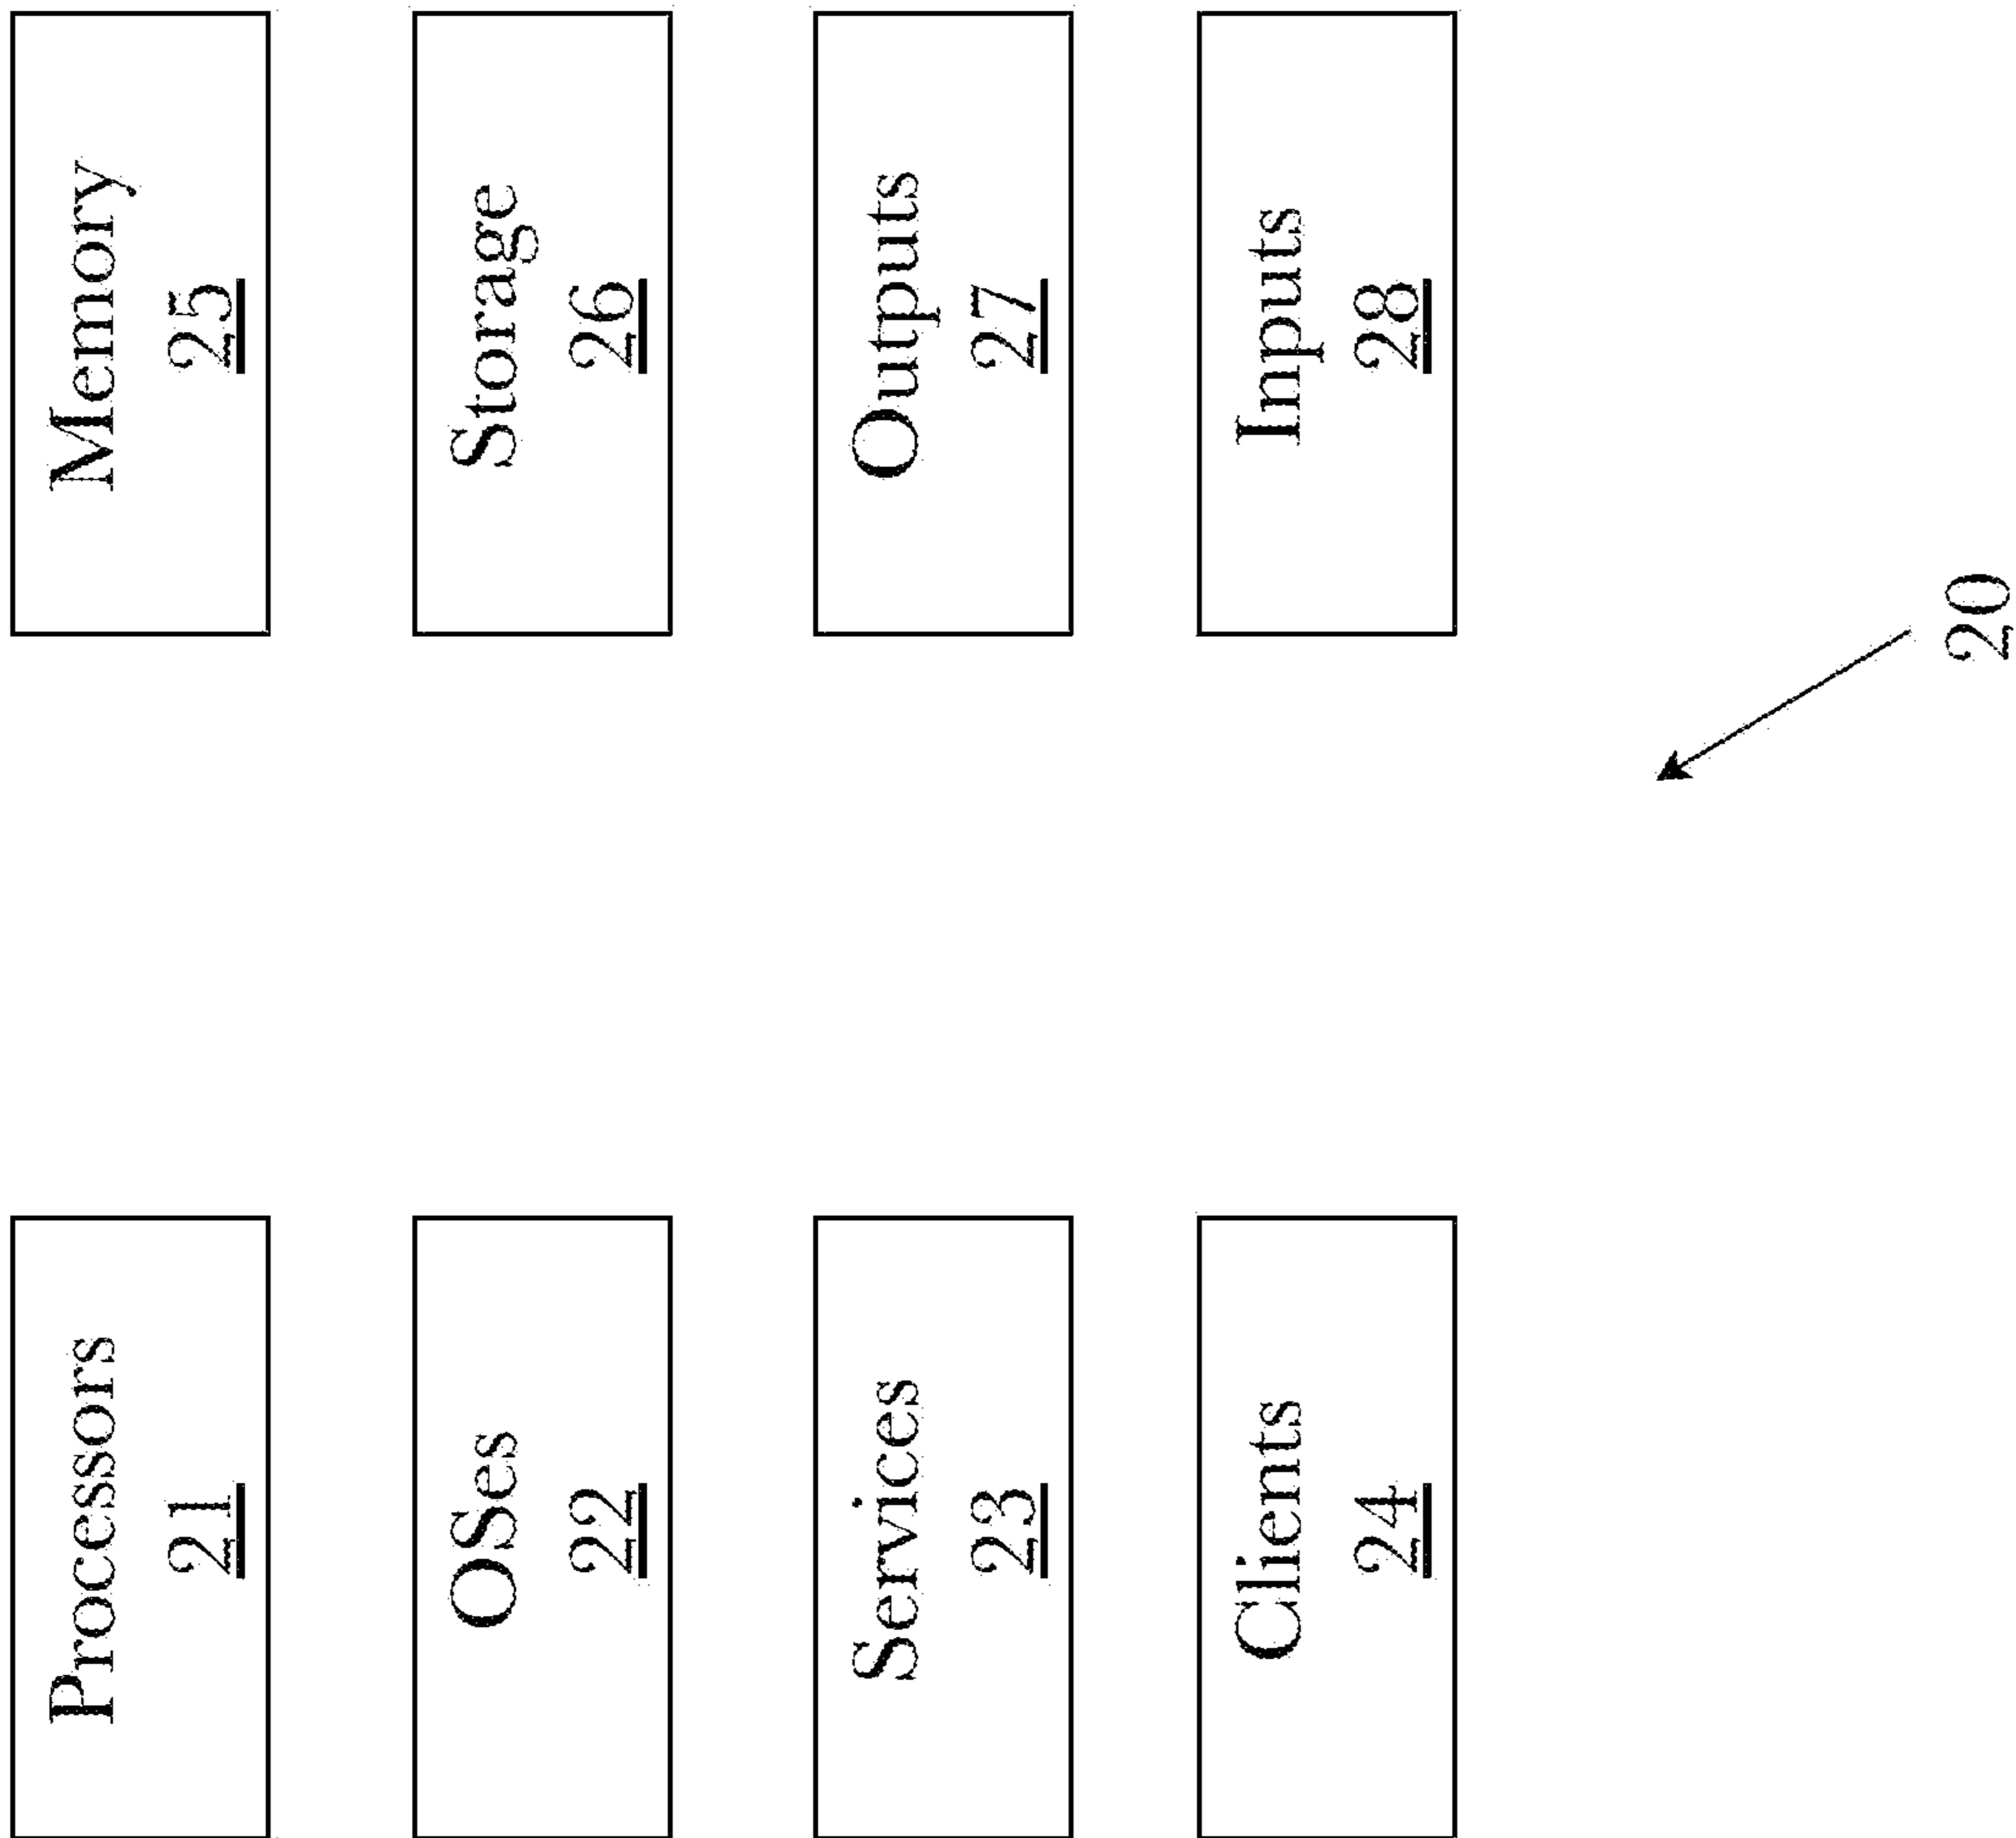 Processors
21
Memory
25
OSes
22
Storage
26
Services
23
Outputs
27
Clients
24
Inputs
28
20